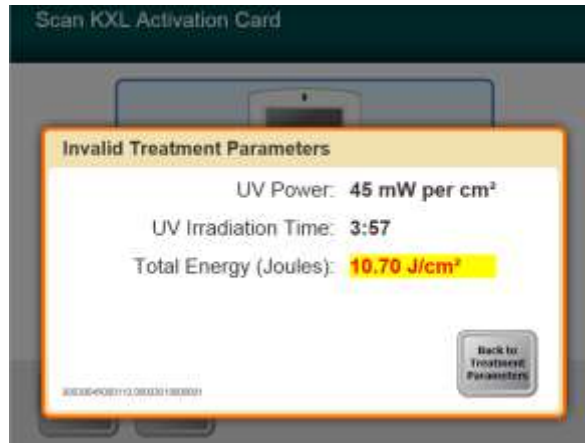 Scan KXL Activation Card
Invalid Treatment Parameters
UV Power: 45 mW per cm²
UV Irradiation Time: 3:57
Total Energy (Joules): 10.70 J/cm²
Back to
Treatment
Parameters